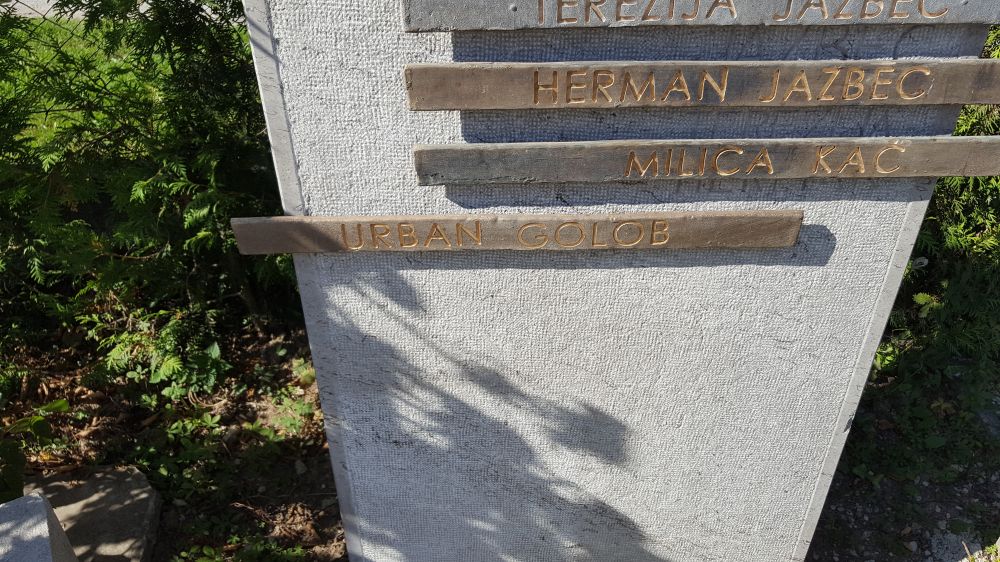 TEREZIJA JAZBEC
HERMAN JAZBEC
MILICA KAČ
URBAN GOLOB